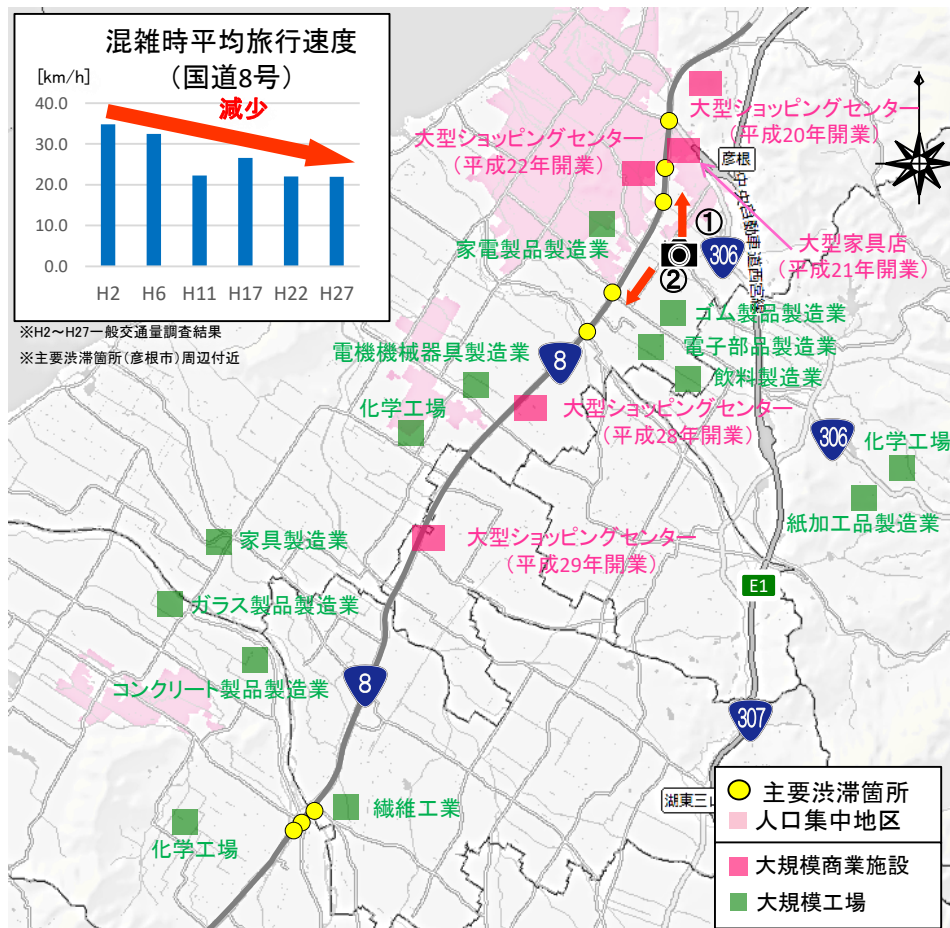 混雑時平均旅行速度
（国道8号）
[km/h]
減少
40.0
30.0
20.0
10.0
0.0
H2 H6 H11 H17 H22 H27
※H2～H27一般交通量調査結果
※主要渋滞箇所(彦根市)周辺付近
大型ショッピングセンター
（平成20年開業）
大型ショッピングセンター
（平成22年開業）
彦根
中央自動車道西宮線
①
家電製品製造業
306
大型家具店
（平成21年開業）
②
ゴム製品製造業
電子部品製造業
電機機械器具製造業
8
飲料製造業
化学工場
大型ショッピングセンター
（平成28年開業）
306
化学工場
紙加工品製造業
家具製造業
大型ショッピングセンター
（平成29年開業）
E1
ガラス製品製造業
コンクリート製品製造業
8
307
湖東三山
繊維工業
化学工場
主要渋滞箇所
人口集中地区
大規模商業施設
大規模工場